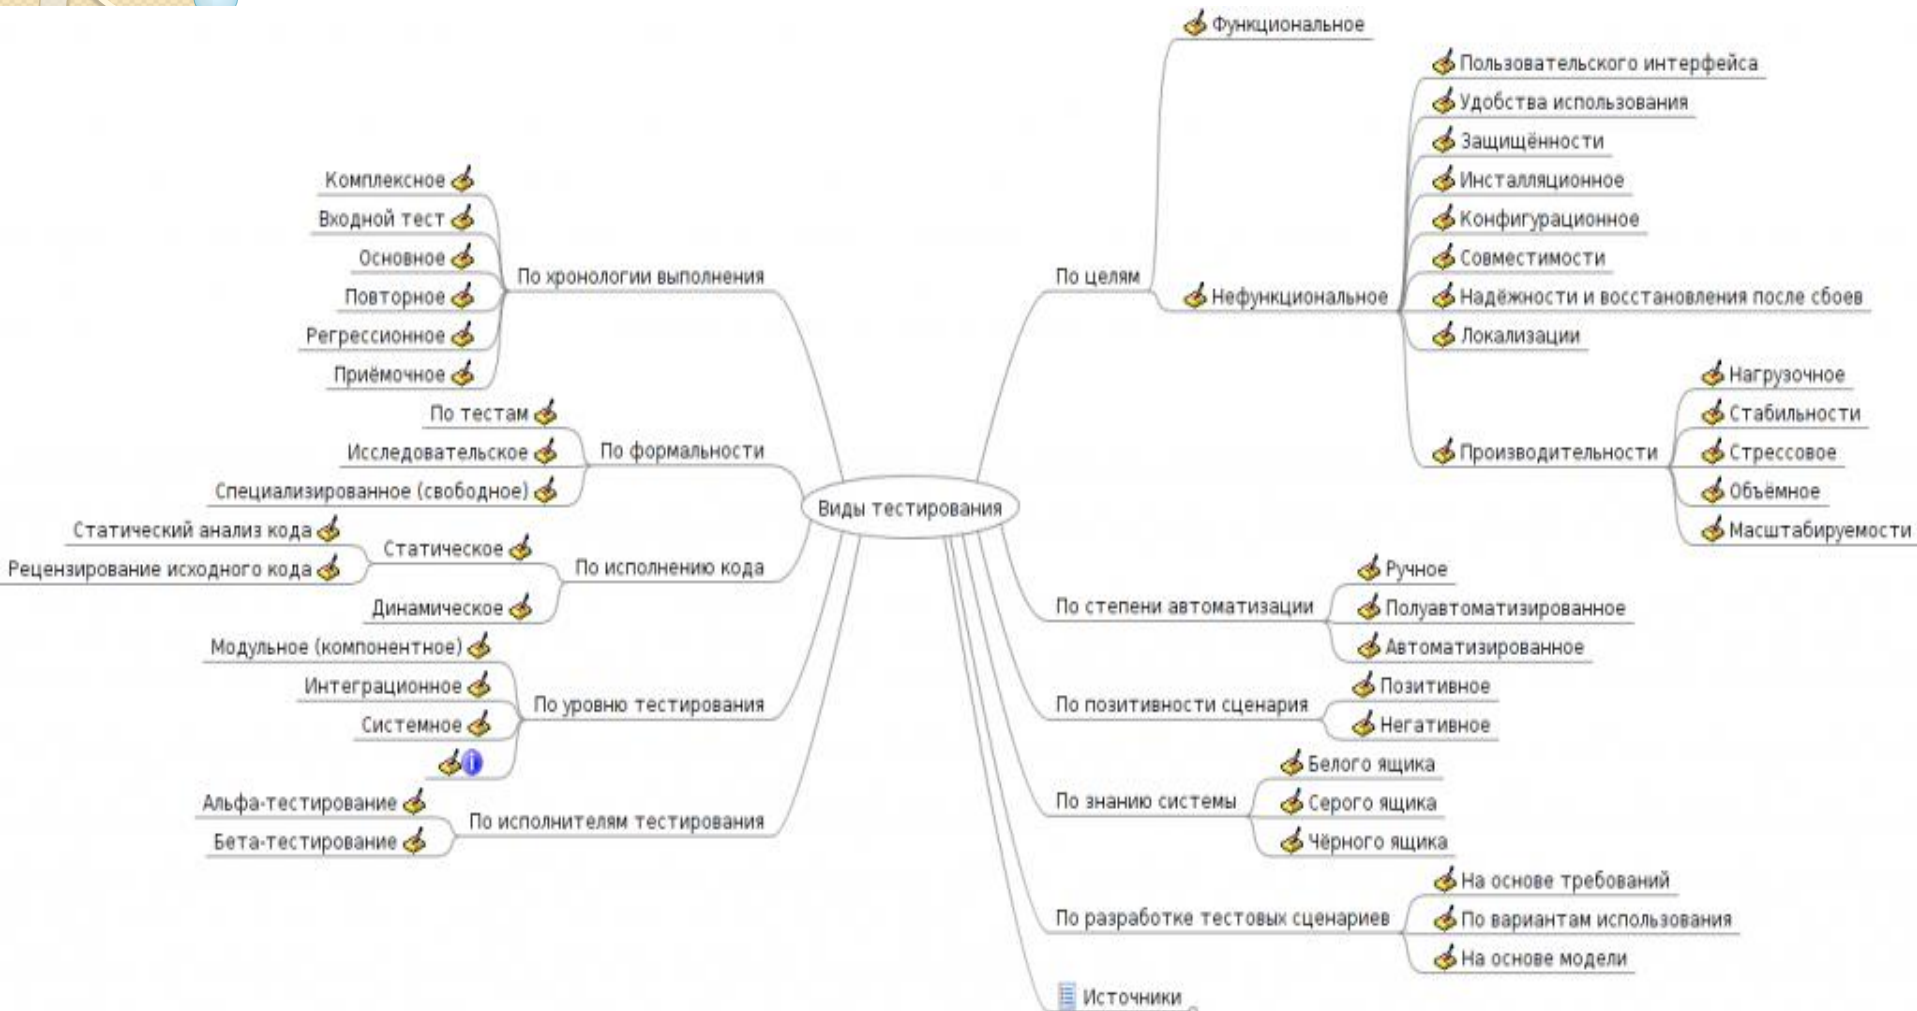 Виды тестирования
По хронологии выполнения
Комплексное
Входной тест
Основное
Повторное
Регрессионное
Приёмочное
По формальности
По тестам
Исследовательское
Специализированное (свободное)
По исполнению кода
Статическое
Статический анализ кода
Рецензирование исходного кода
Динамическое
По уровню тестирования
Модульное (компонентное)
Интеграционное
Системное
По исполнителям тестирования
Альфа-тестирование
Бета-тестирование
По целям
Функциональное
Нефункциональное
Пользовательского интерфейса
Удобства использования
Защищённости
Инсталляционное
Конфигурационное
Совместимости
Надёжности и восстановления после сбоев
Локализации
Производительности
Нагрузочное
Стабильности
Стрессовое
Объёмное
Масштабируемости
По степени автоматизации
Ручное
Полуавтоматизированное
Автоматизированное
По позитивности сценария
Позитивное
Негативное
По знанию системы
Белого ящика
Серого ящика
Чёрного ящика
По разработке тестовых сценариев
На основе требований
По вариантам использования
На основе модели
Источники